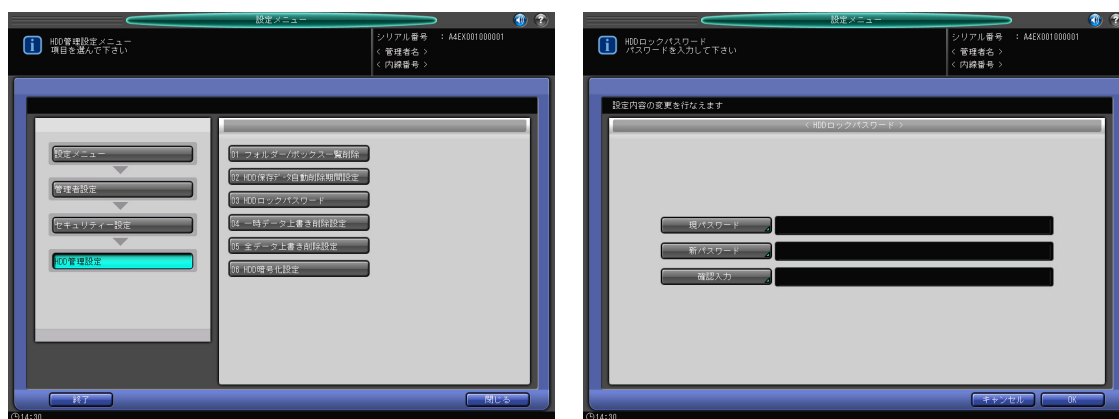 設定メニュー
HDD管理設定メニュー
項目を選んで下さい
シリアル番号 : A4EX001000001
< 管理者名 >
< 内線番号 >
設定メニュー
管理者設定
セキュリティー設定
HDD管理設定
01 フォルダー/ボックス一覧削除
02 HDD保存データ自動削除期間設定
03 HDDロックパスワード
04 一時データ上書き削除設定
05 全データ上書き削除設定
06 HDD暗号化設定
終了
閉じる
14:30
設定メニュー
HDDロックパスワード
パスワードを入力して下さい
シリアル番号 : A4EX001000001
< 管理者名 >
< 内線番号 >
設定内容の変更を行なえます
< HDDロックパスワード >
現パスワード
新パスワード
確認入力
キャンセル
OK
14:30